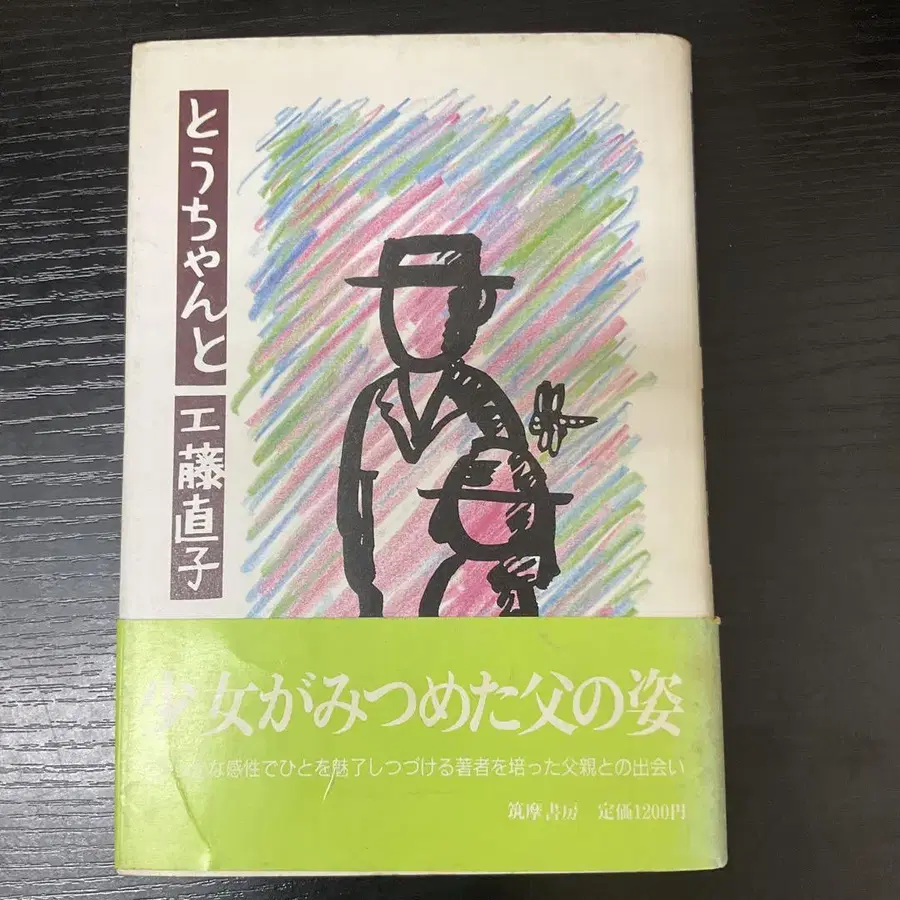 とうちゃんと
工藤直子
少女がみつめた父の姿
な感性でひとを魅了しつづける著者を培った父親との出会い
筑摩書房 定価1200円